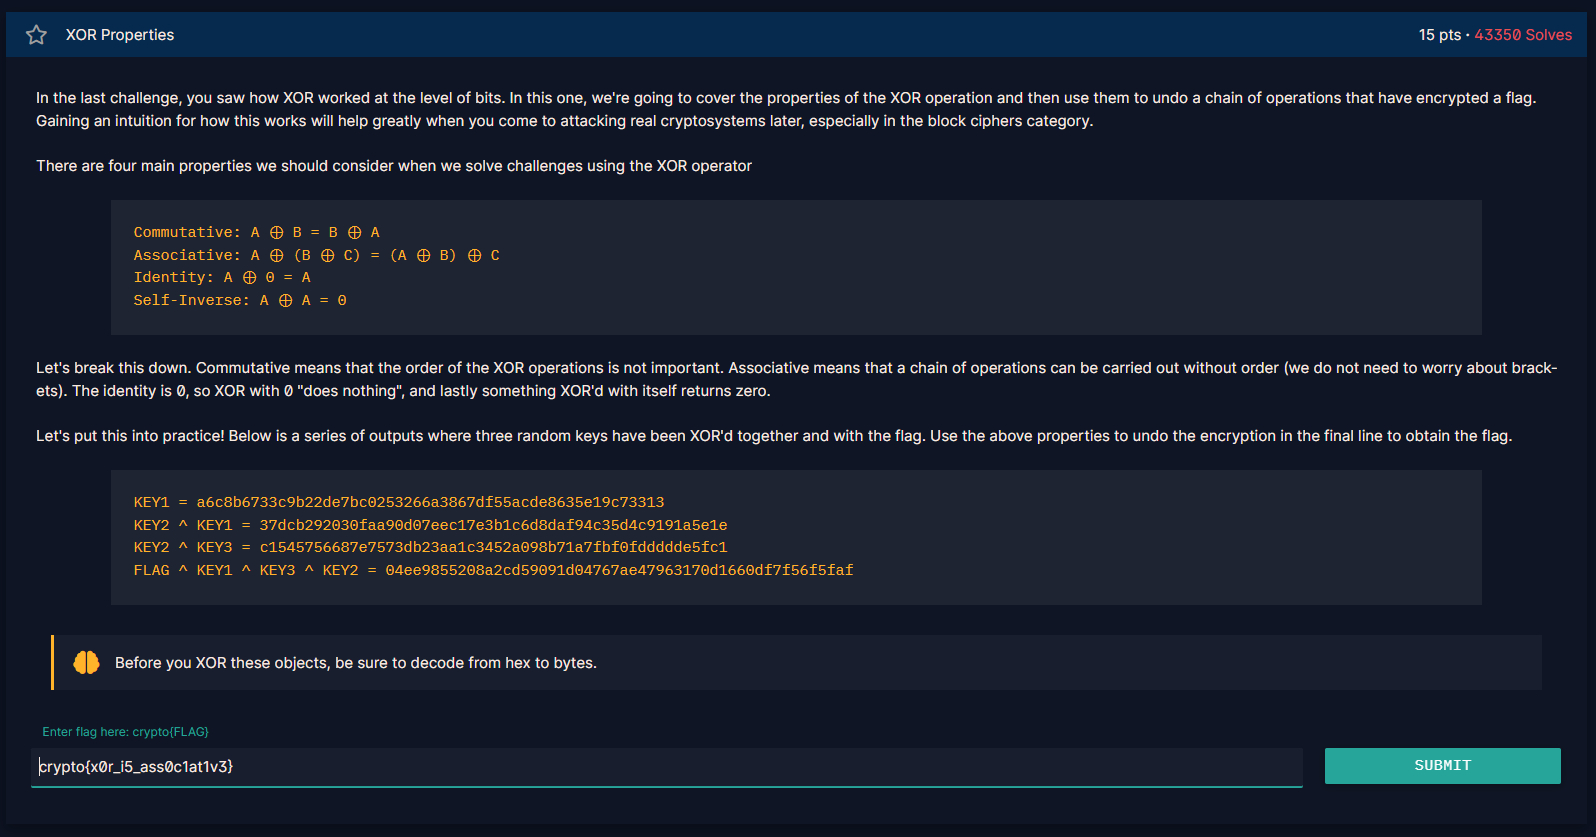 XOR Properties
15 pts · 43350 Solves
In the last challenge, you saw how XOR worked at the level of bits. In this one, we're going to cover the properties of the XOR operation and then use them to undo a chain of operations that have encrypted a flag.
Gaining an intuition for how this works will help greatly when you come to attacking real cryptosystems later, especially in the block ciphers category.
There are four main properties we should consider when we solve challenges using the XOR operator
Commutative: A ⊕ B = B ⊕ A
Associative: A ⊕ (B ⊕ C) = (A ⊕ B) ⊕ C
Identity: A ⊕ 0 = A
Self-Inverse: A ⊕ A = 0
Let's break this down. Commutative means that the order of the XOR operations is not important. Associative means that a chain of operations can be carried out without order (we do not need to worry about brack-
ets). The identity is 0, so XOR with 0 "does nothing", and lastly something XOR'd with itself returns zero.
Let's put this into practice! Below is a series of outputs where three random keys have been XOR'd together and with the flag. Use the above properties to undo the encryption in the final line to obtain the flag.
KEY1 = a6c8b6733c9b22de7bc0253266a3867df55acde8635e19c73313
KEY2 ^ KEY1 = 37dcb292030faa90d07eec17e3b1c6d8daf94c35d4c9191a5e1e
KEY2 ^ KEY3 = c1545756687e7573db23aa1c3452a098b71a7fbf0fddddde5fc1
FLAG ^ KEY1 ^ KEY3 ^ KEY2 = 04ee9855208a2cd59091d04767ae47963170d1660df7f56f5faf
Before you XOR these objects, be sure to decode from hex to bytes.
Enter flag here: crypto{FLAG}
crypto{x0r_i5_ass0c1at1v3}
SUBMIT